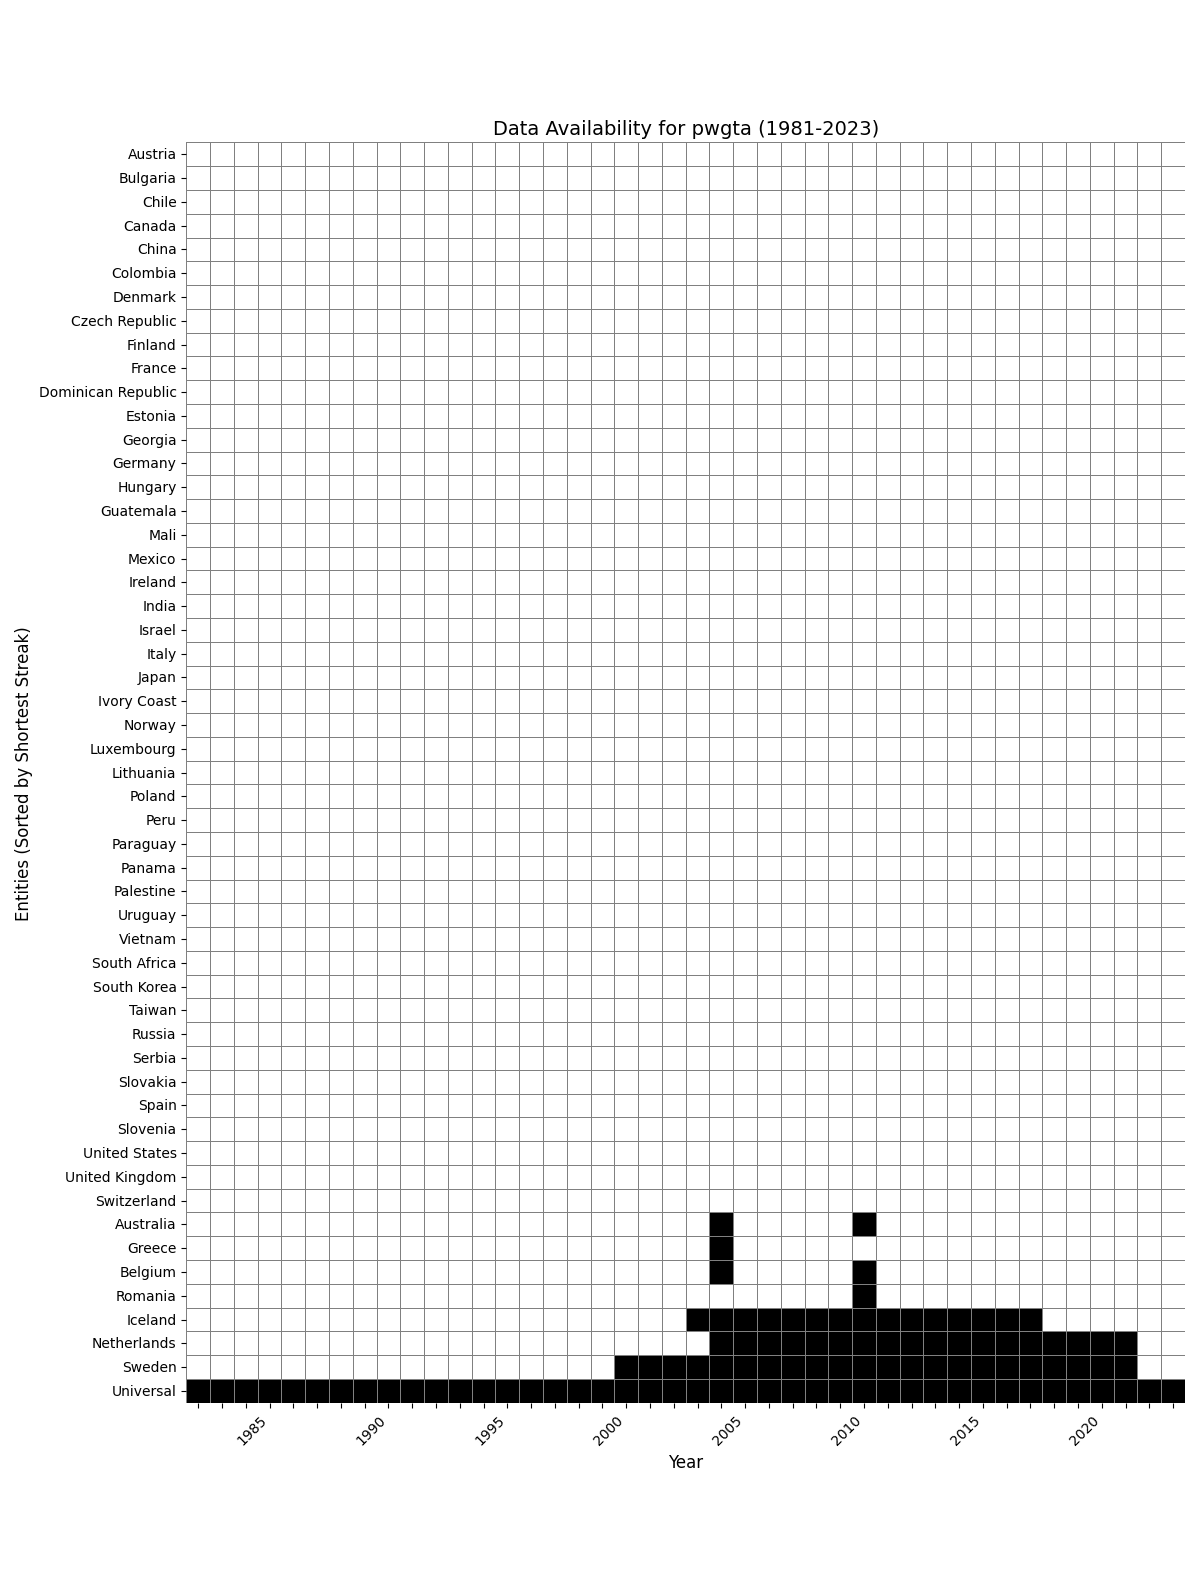 Data Availability for pwgta (1981-2023)
Austria
Bulgaria
Chile
Canada
China
Colombia
Denmark
Czech Republic
Finland
France
Dominican Republic
Estonia
Georgia
Germany
Hungary
Guatemala
Mali
Mexico
Ireland
India
Israel
Italy
Japan
Ivory Coast
Norway
Luxembourg
Lithuania
Poland
Peru
Paraguay
Panama
Palestine
Uruguay
Vietnam
South Africa
South Korea
Taiwan
Russia
Serbia
Slovakia
Spain
Slovenia
United States
United Kingdom
Switzerland
Australia
Greece
Belgium
Romania
Iceland
Netherlands
Sweden
Universal
Entities (Sorted by Shortest Streak)
1985 1990 1995 2000 2005 2010 2015 2020
Year